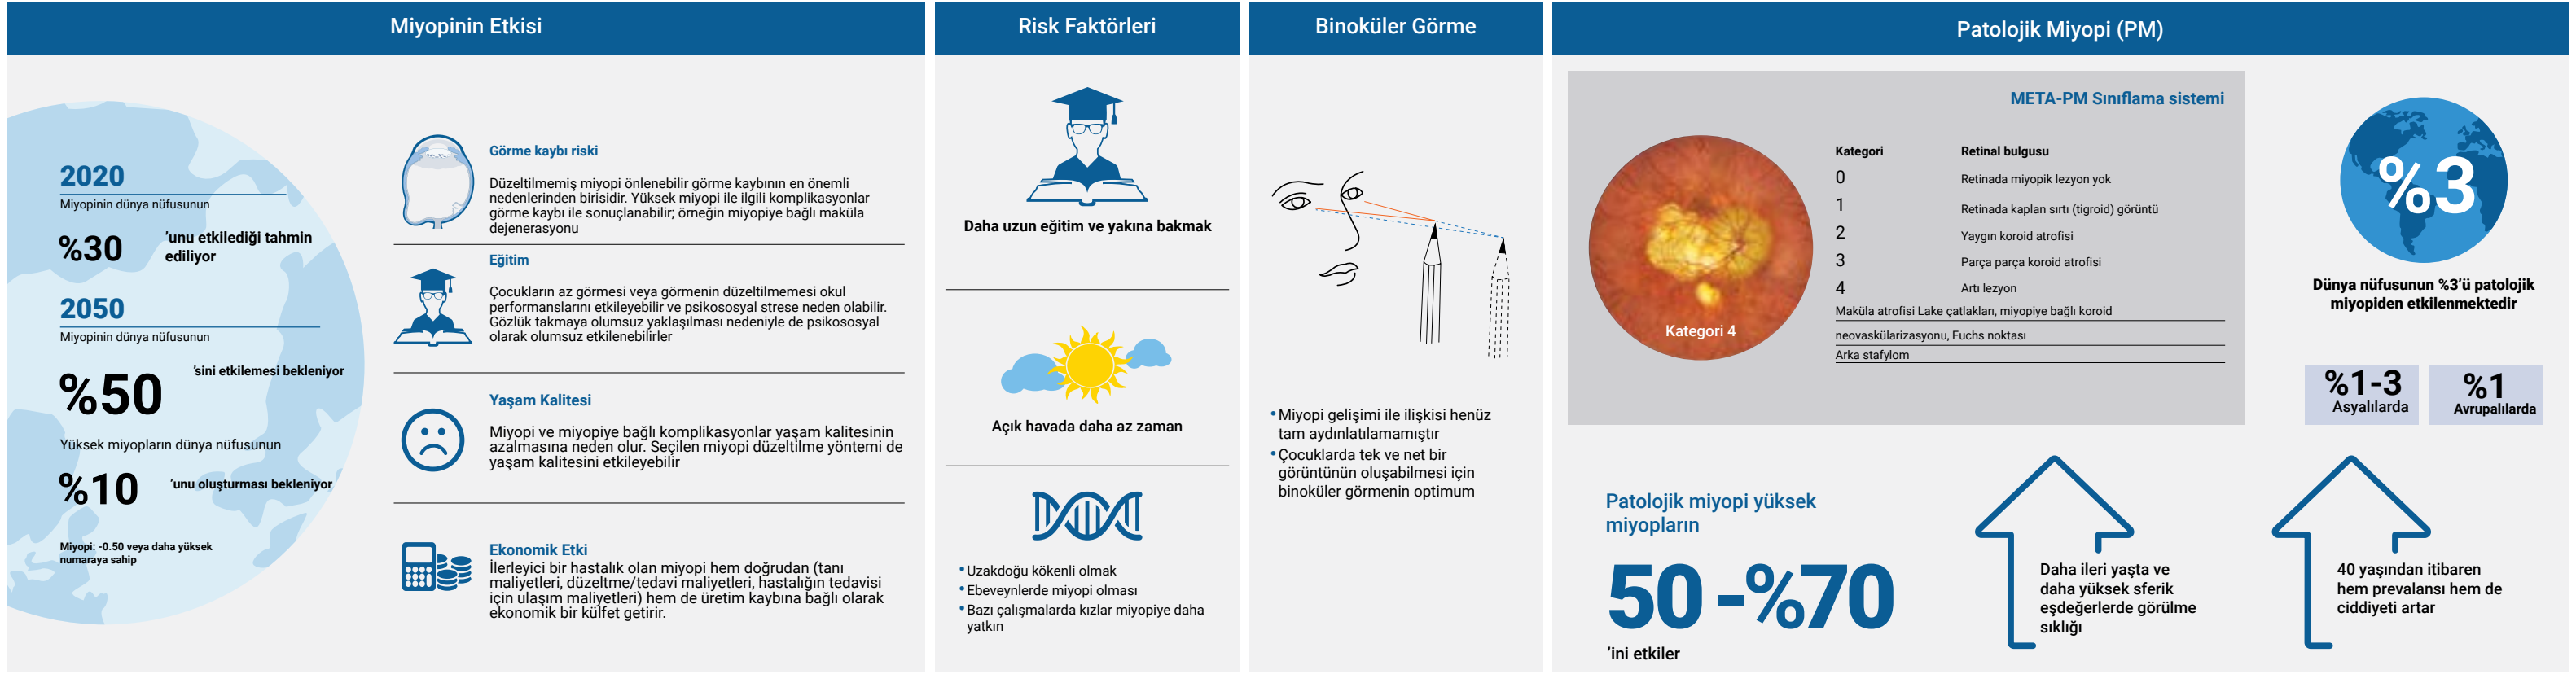 Miyopinin Etkisi
2020
Miyopinin dünya nüfusunun
%30
'unu etkilediği tahmin
ediliyor
2050
Miyopinin dünya nüfusunun
%50
'sini etkilemesi bekleniyor
Yüksek miyopların dünya nüfusunun
%10
'unu oluşturması bekleniyor
Miyopi: -0.50 veya daha yüksek
numaraya sahip
Görme kaybı riski
Düzeltilmemiş miyopi önlenebilir görme kaybının en önemli
nedenlerinden birisidir. Yüksek miyopi ile ilgili komplikasyonlar
görme kaybı ile sonuçlanabilir; örneğin miyopiye bağlı maküla
dejenerasyonu
Eğitim
Çocukların az görmesi veya görmenin düzeltilmemesi okul
performanslarını etkileyebilir ve psikososyal strese neden olabilir.
Gözlük takmaya olumsuz yaklaşılması nedeniyle de psikososyal
olarak olumsuz etkilenebilirler
Yaşam Kalitesi
Miyopi ve miyopiye bağlı komplikasyonlar yaşam kalitesinin
azalmasına neden olur. Seçilen miyopi düzeltilme yöntemi de
yaşam kalitesini etkileyebilir
Ekonomik Etki
İlerleyici bir hastalık olan miyopi hem doğrudan (tanı
maliyetleri, düzeltme/tedavi maliyetleri, hastalığın tedavisi
için ulaşım maliyetleri) hem de üretim kaybına bağlı olarak
ekonomik bir külfet getirir.
Risk Faktörleri
Daha uzun eğitim ve yakına bakmak
Açık havada daha az zaman
• Uzakdoğu kökenli olmak
• Ebeveynlerde miyopi olması
• Bazı çalışmalarda kızlar miyopiye daha
yatkın
Binoküler Görme
• Miyopi gelişimi ile ilişkisi henüz
tam aydınlatılamamıştır
• Çocuklarda tek ve net bir
görüntünün oluşabilmesi için
binoküler görmenin optimum
Patolojik Miyopi (PM)
META-PM Sınıflama sistemi
Kategori 4
Kategori Retinal bulgusu
0 Retinada miyopik lezyon yok
1 Retinada kaplan sırtı (tigroid) görüntü
2 Yaygın koroid atrofisi
3 Parça parça koroid atrofisi
4 Artı lezyon
Maküla atrofisi Lake çatlakları, miyopiye bağlı koroid
neovaskülarizasyonu, Fuchs noktası
Arka stafylom
%3
Dünya nüfusunun %3'ü patolojik
miyopiden etkilenmektedir
%1-3
Asyalılarda
%1
Avrupalılarda
Patolojik miyopi yüksek
miyopların
50 -%70
'ini etkiler
Daha ileri yaşta ve
daha yüksek sferik
eşdeğerlerde görülme
sıklığı
40 yaşından itibaren
hem prevalansı hem de
ciddiyeti artar